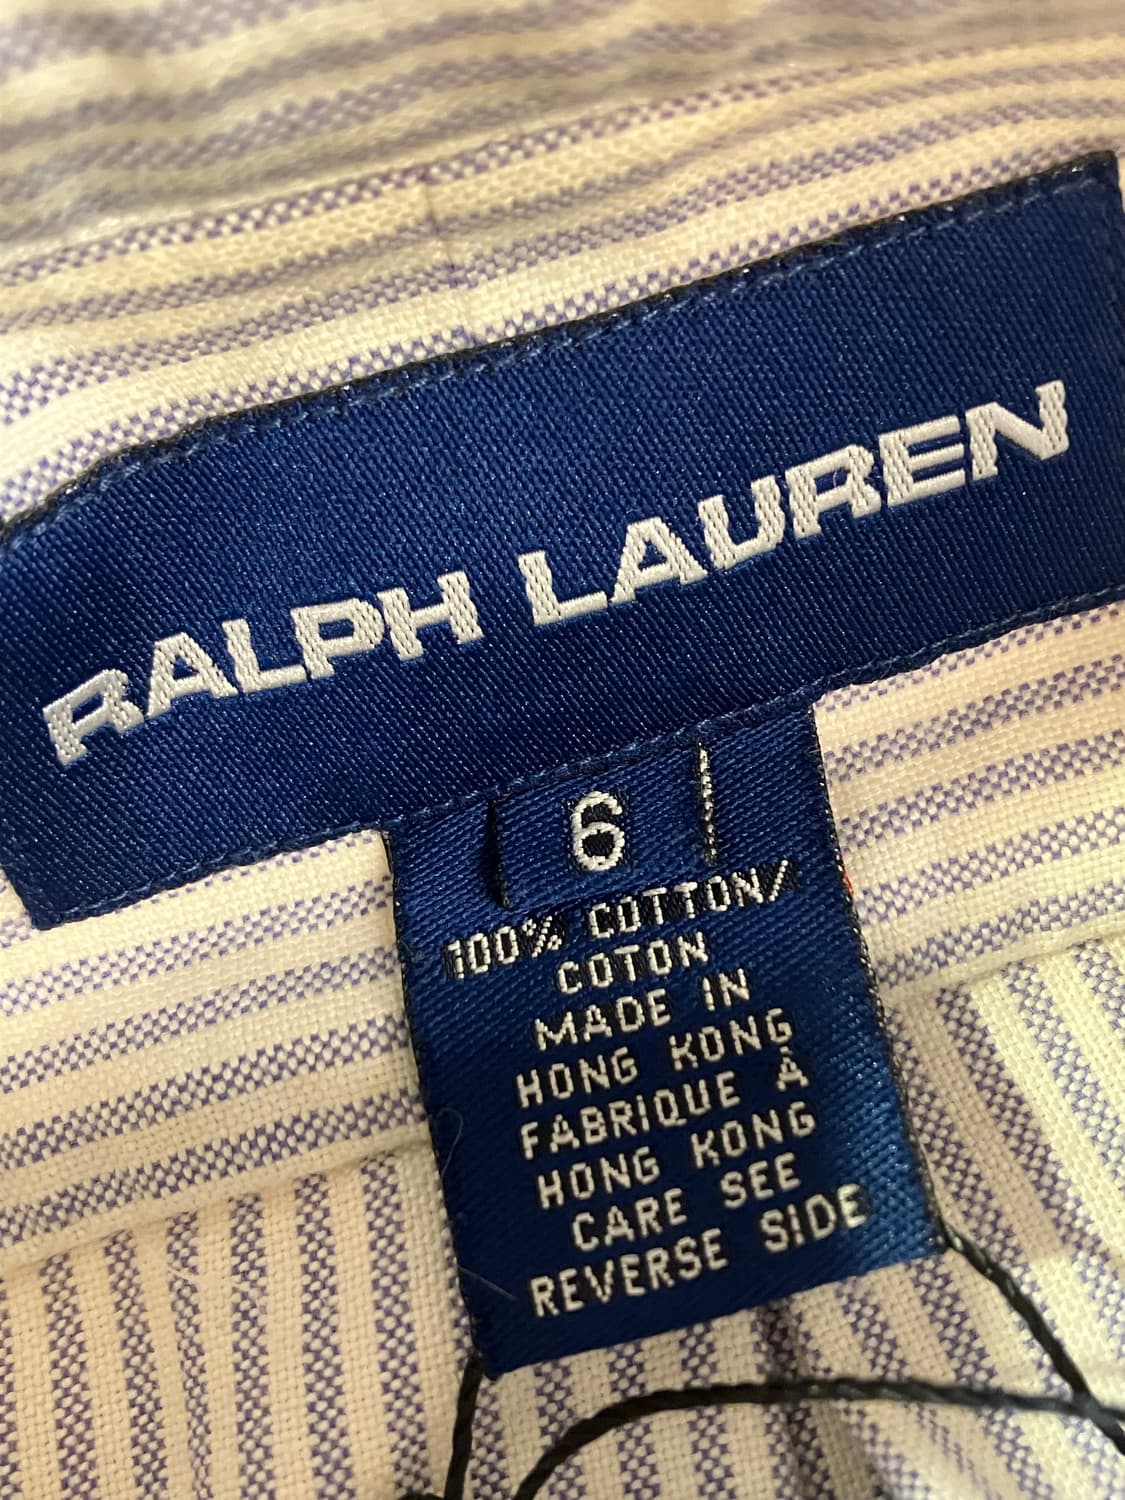 RALPH LAUREN
6
100% COTTON/
COTON
MADE IN
HONG KONG
FABRIQUE À
HONG KONG
CARE SEE
REVERSE SIDE